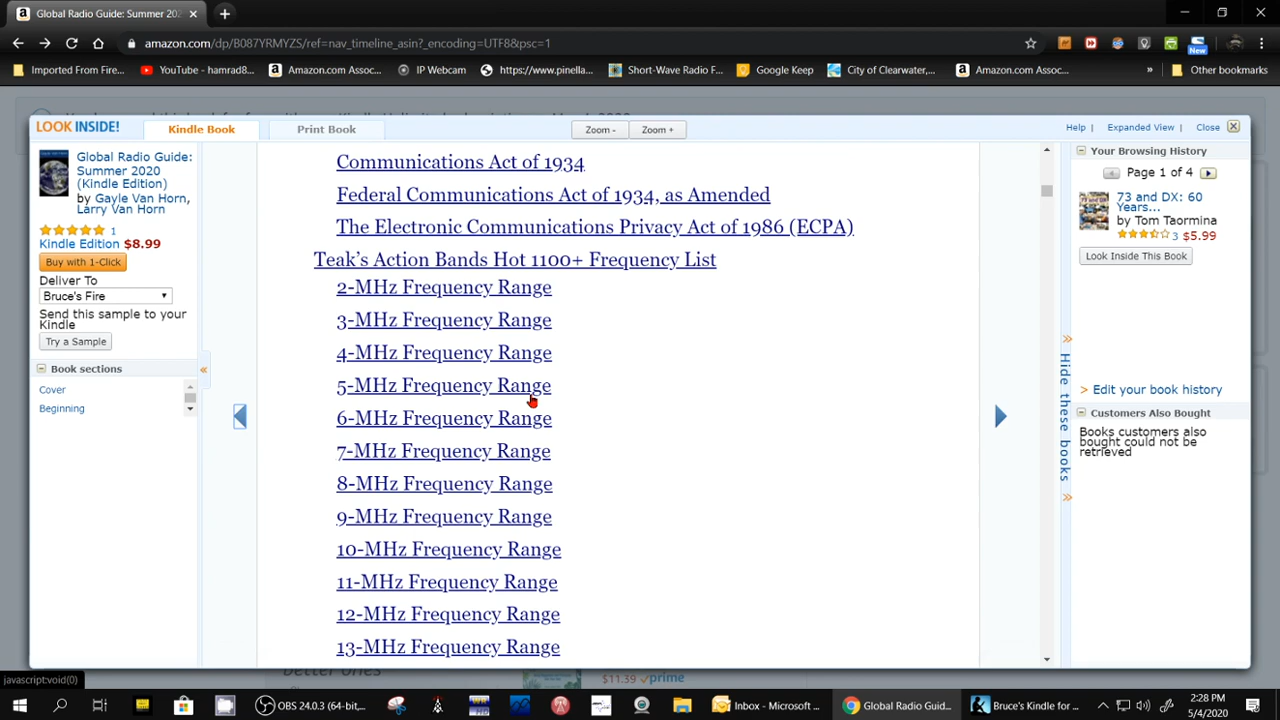 Global Radio Guide: Summer 202
amazon.com/dp/B087YRMYZS/ref=nav_timeline_asin?_encoding=UTF8&psc=1
New
Imported From Fire...
YouTube - hamrad8...
Amazon.com Assoc...
IP Webcam
https://www.pinella...
Short-Wave Radio F...
Google Keep
City of Clearwater,...
Amazon.com Assoc...
»
Other bookmarks
LOOK INSIDE!
Kindle Book
Print Book
Zoom -
Zoom +
Help |
Expanded View |
Close
Global Radio Guide:
Summer 2020
(Kindle Edition)
by Gayle Van Horn,
Larry Van Horn
1
Kindle Edition $8.99
Buy with 1-Click
Deliver To
Bruce's Fire
Send this sample to your
Kindle
Try a Sample
Book sections
Cover
Beginning
Communications Act of 1934
Federal Communications Act of 1934, as Amended
The Electronic Communications Privacy Act of 1986 (ECPA)
Teak's Action Bands Hot 1100+ Frequency List
2-MHz Frequency Range
3-MHz Frequency Range
4-MHz Frequency Range
5-MHz Frequency Range
6-MHz Frequency Range
7-MHz Frequency Range
8-MHz Frequency Range
9-MHz Frequency Range
10-MHz Frequency Range
11-MHz Frequency Range
12-MHz Frequency Range
13-MHz Frequency Range
Hide these books
Your Browsing History
Page 1 of 4
73 and DX: 60
Years...
by Tom Taormina
3 $5.99
Look Inside This Book
> Edit your book history
Customers Also Bought
Books customers also
bought could not be
retrieved
better ones
$11.39 prime
javascript:void(0)
OBS 24.0.3 (64-bit,...
Inbox - Microsoft ...
Global Radio Guid...
Bruce's Kindle for ...
2:28 PM
5/4/2020